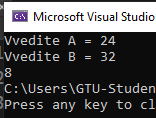 Microsoft Visual Studio
Vvedite A = 24
Vvedite B = 32
8
C:\Users\GTU-Studen
Press any key to cl